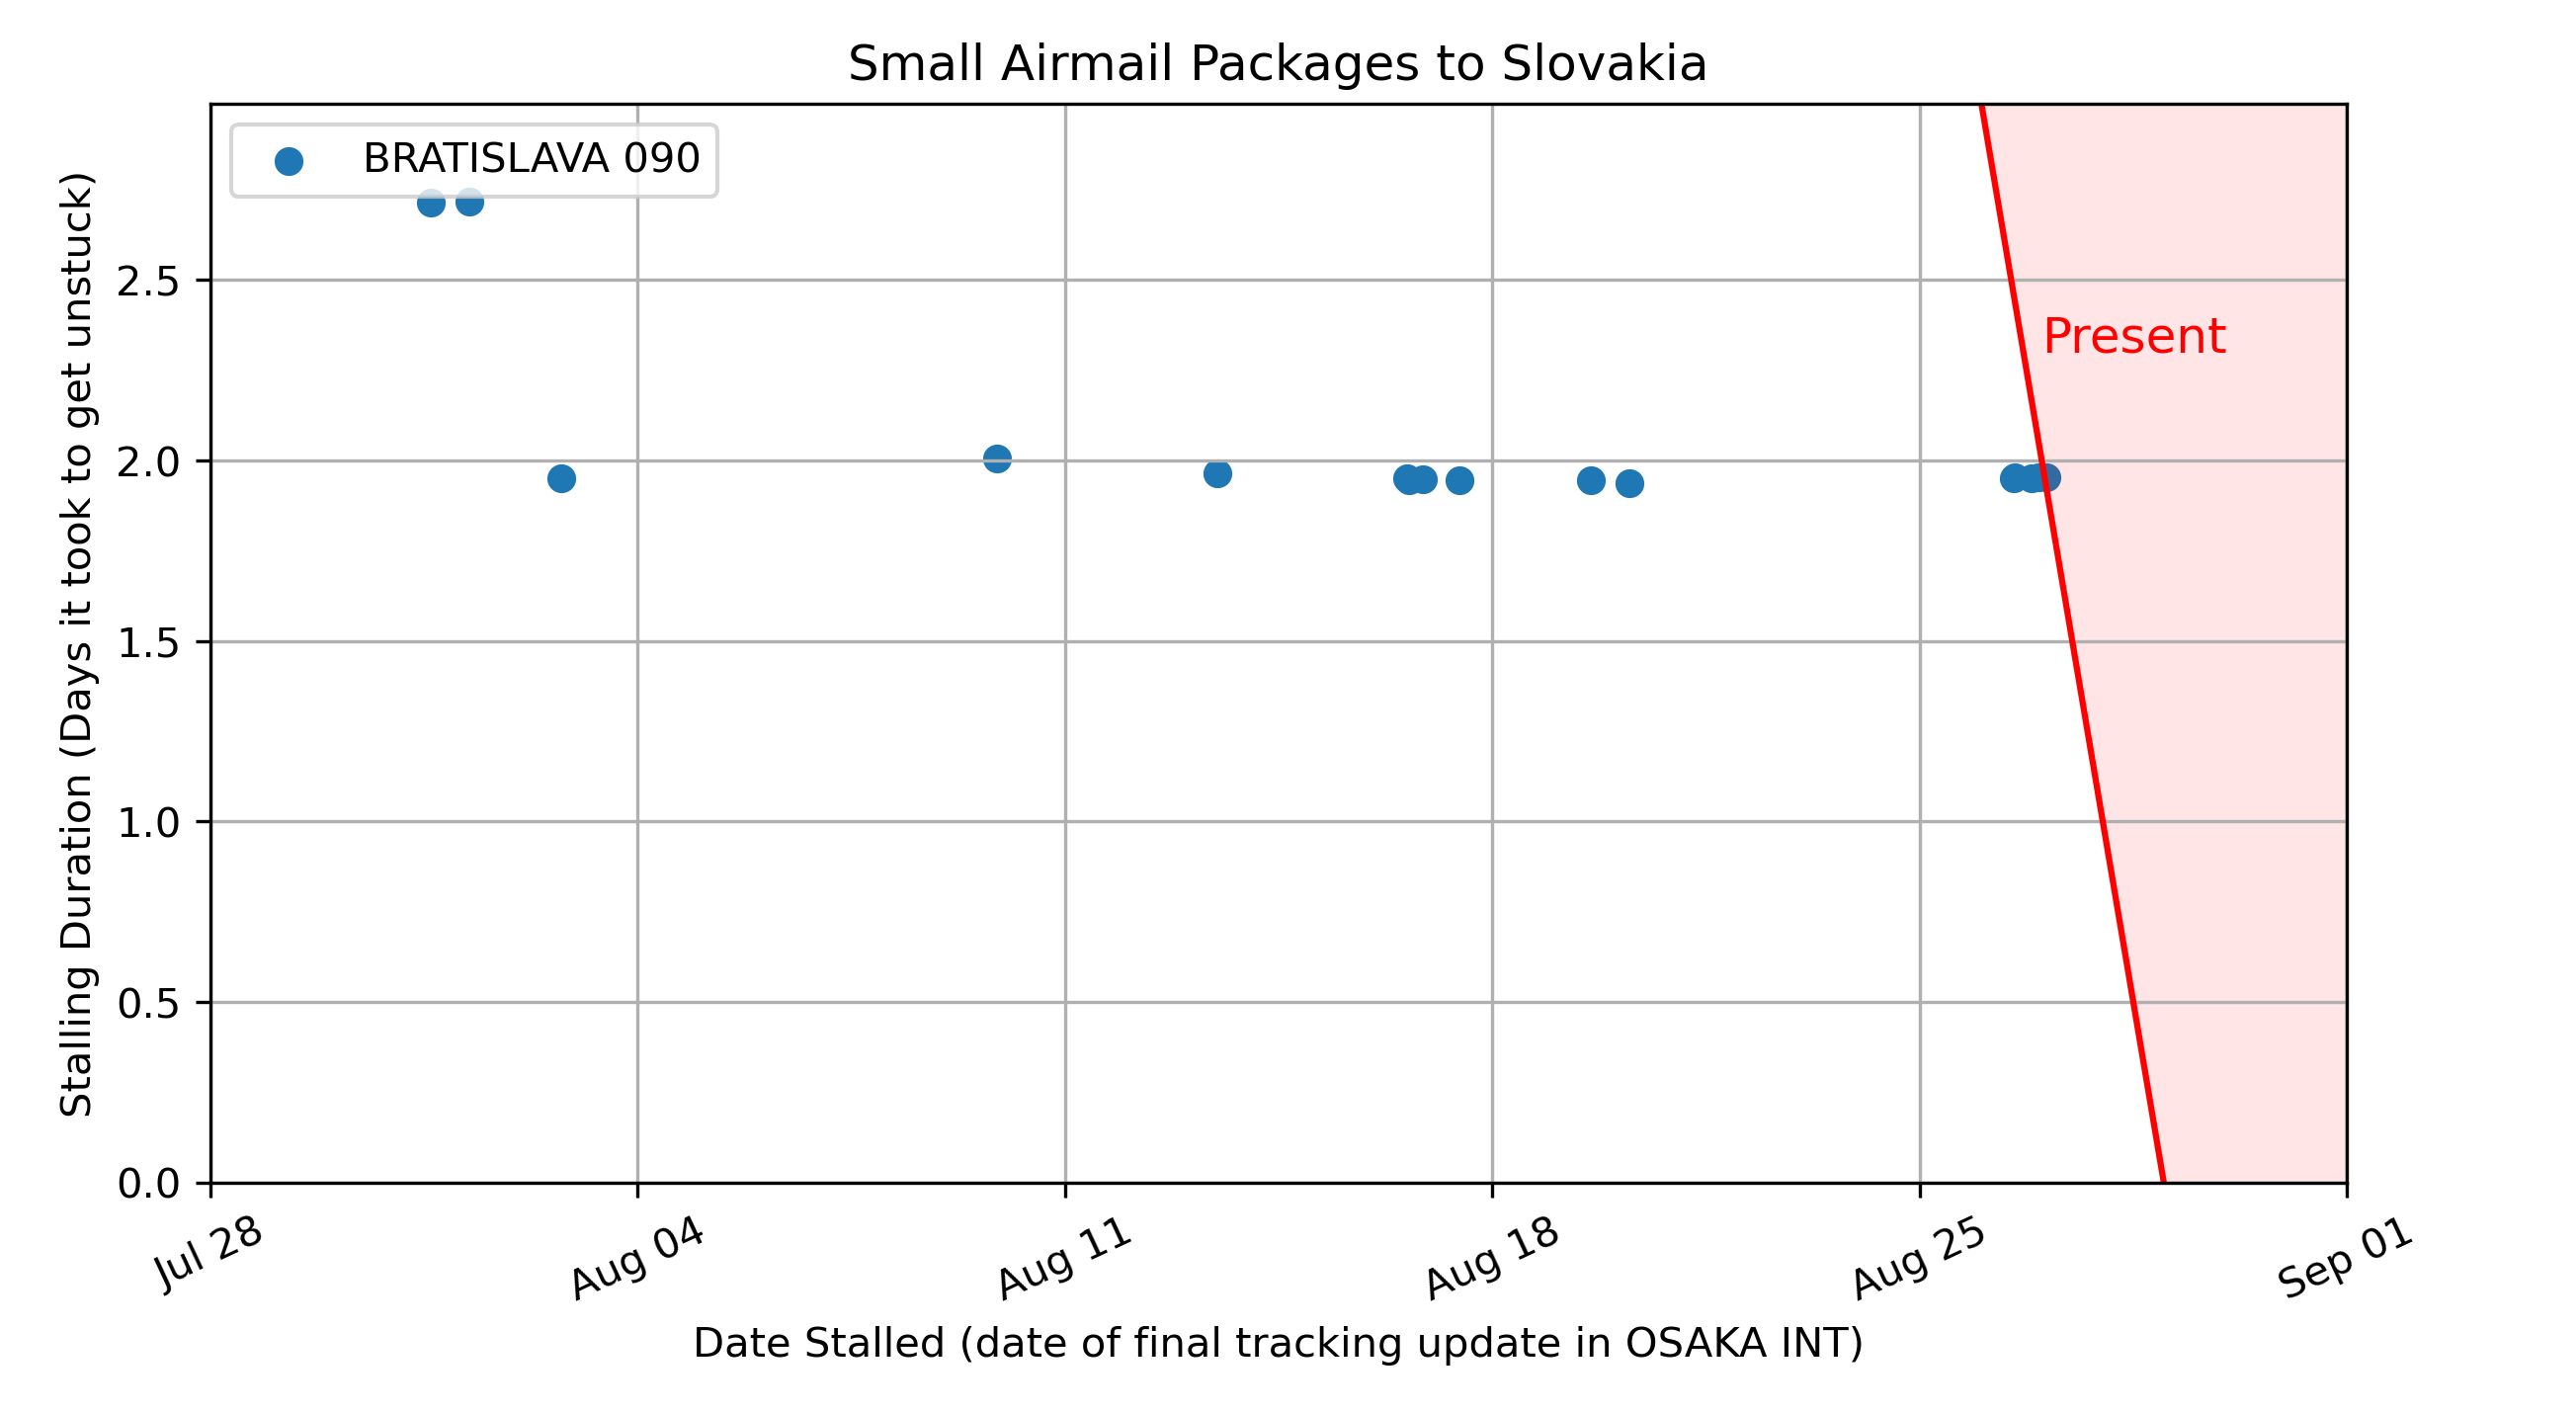 Small Airmail Packages to Slovakia
BRATISLAVA 090
Present
Stalling Duration (Days it took to get unstuck)
2.5
2.0
1.5
1.0
0.5
0.0
Jul 28
Aug 04
Aug 11
Aug 18
Aug 25
Sep 01
Date Stalled (date of final tracking update in OSAKA INT)